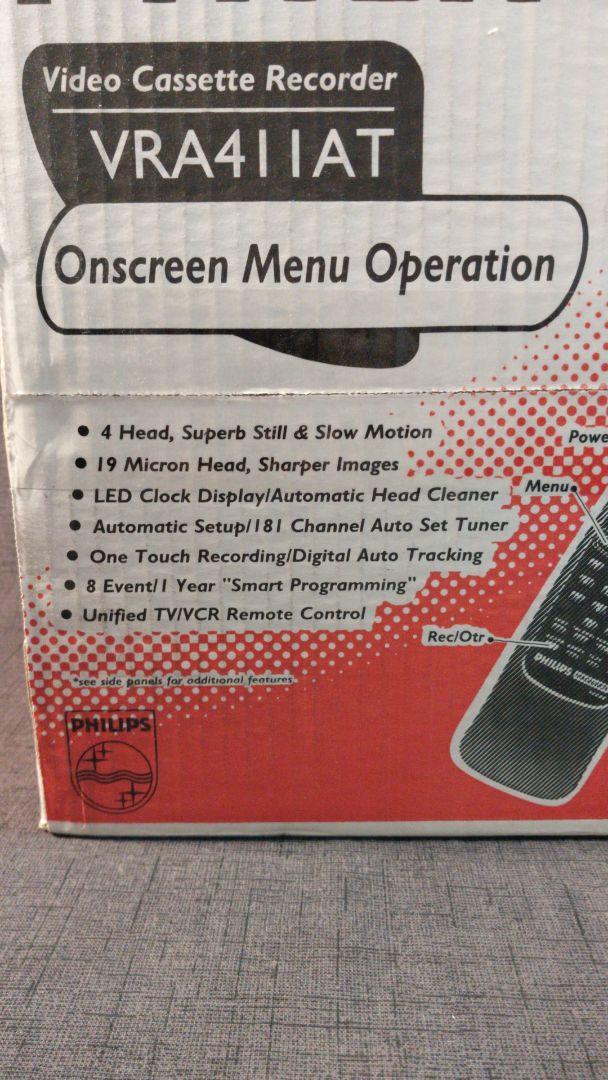 Video Cassette Recorder
VRA411AT
Onscreen Menu Operation
• 4 Head, Superb Still & Slow Motion
• 19 Micron Head, Sharper Images
• LED Clock Display/Automatic Head Cleaner
• Automatic Setup/181 Channel Auto Set Tuner
• One Touch Recording/Digital Auto Tracking
• 8 Event/1 Year "Smart Programming"
• Unified TV/VCR Remote Control
Powe
Menu
Rec/Otr
PHILIPS
*see side panels for additional features
PHILIPS